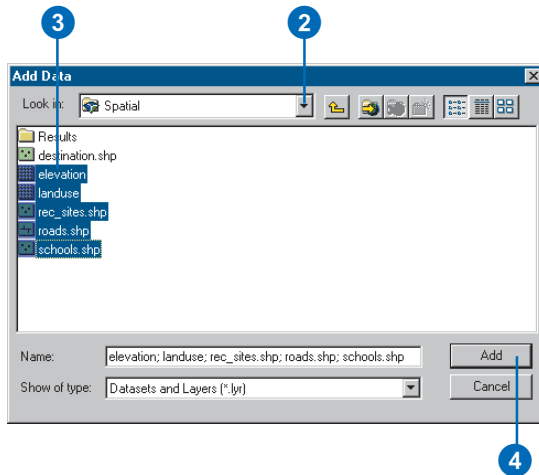 3
2
Add Data
Look in: Spatial
Results
destination.shp
elevation
landuse
rec_sites.shp
roads.shp
schools.shp
Name: elevation; landuse; rec_sites.shp; roads.shp; schools.shp Add
Show of type: Datasets and Layers (*.lyr) Cancel
4